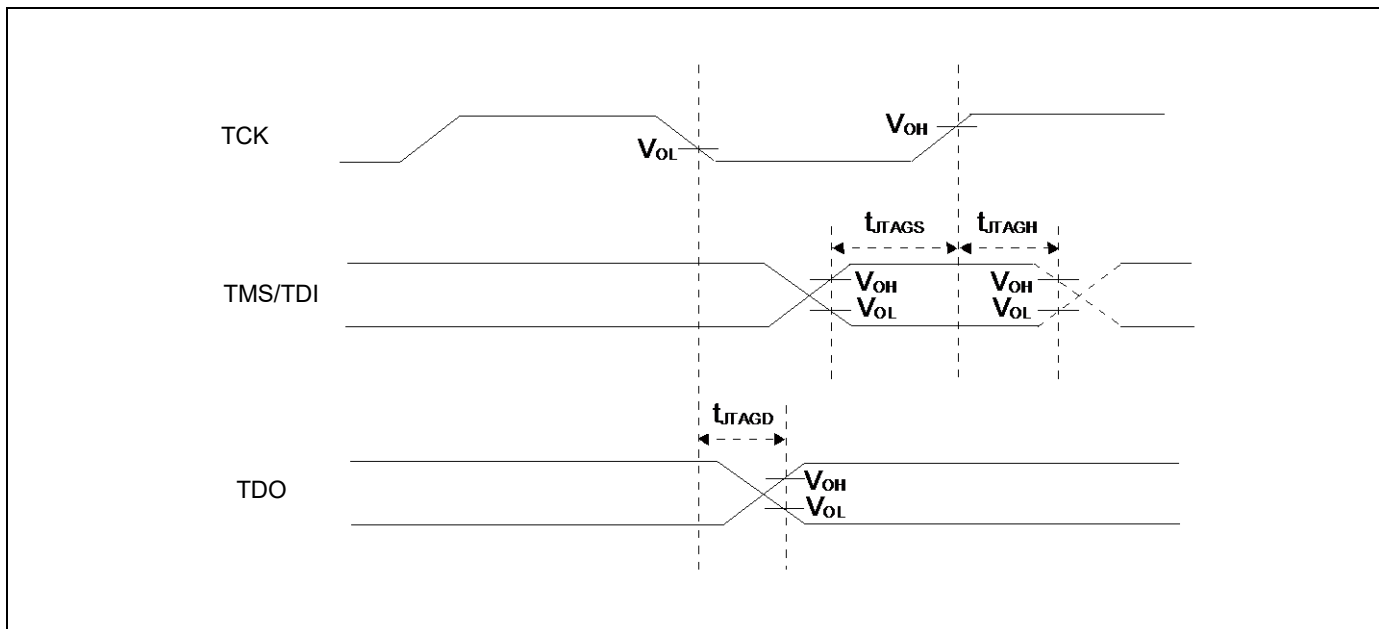 TCK
VOL
VOH
tJTAGS
tJTAGH
TMS/TDI
VOH
VOL
VOH
VOL
tJTAGD
TDO
VOH
VOL